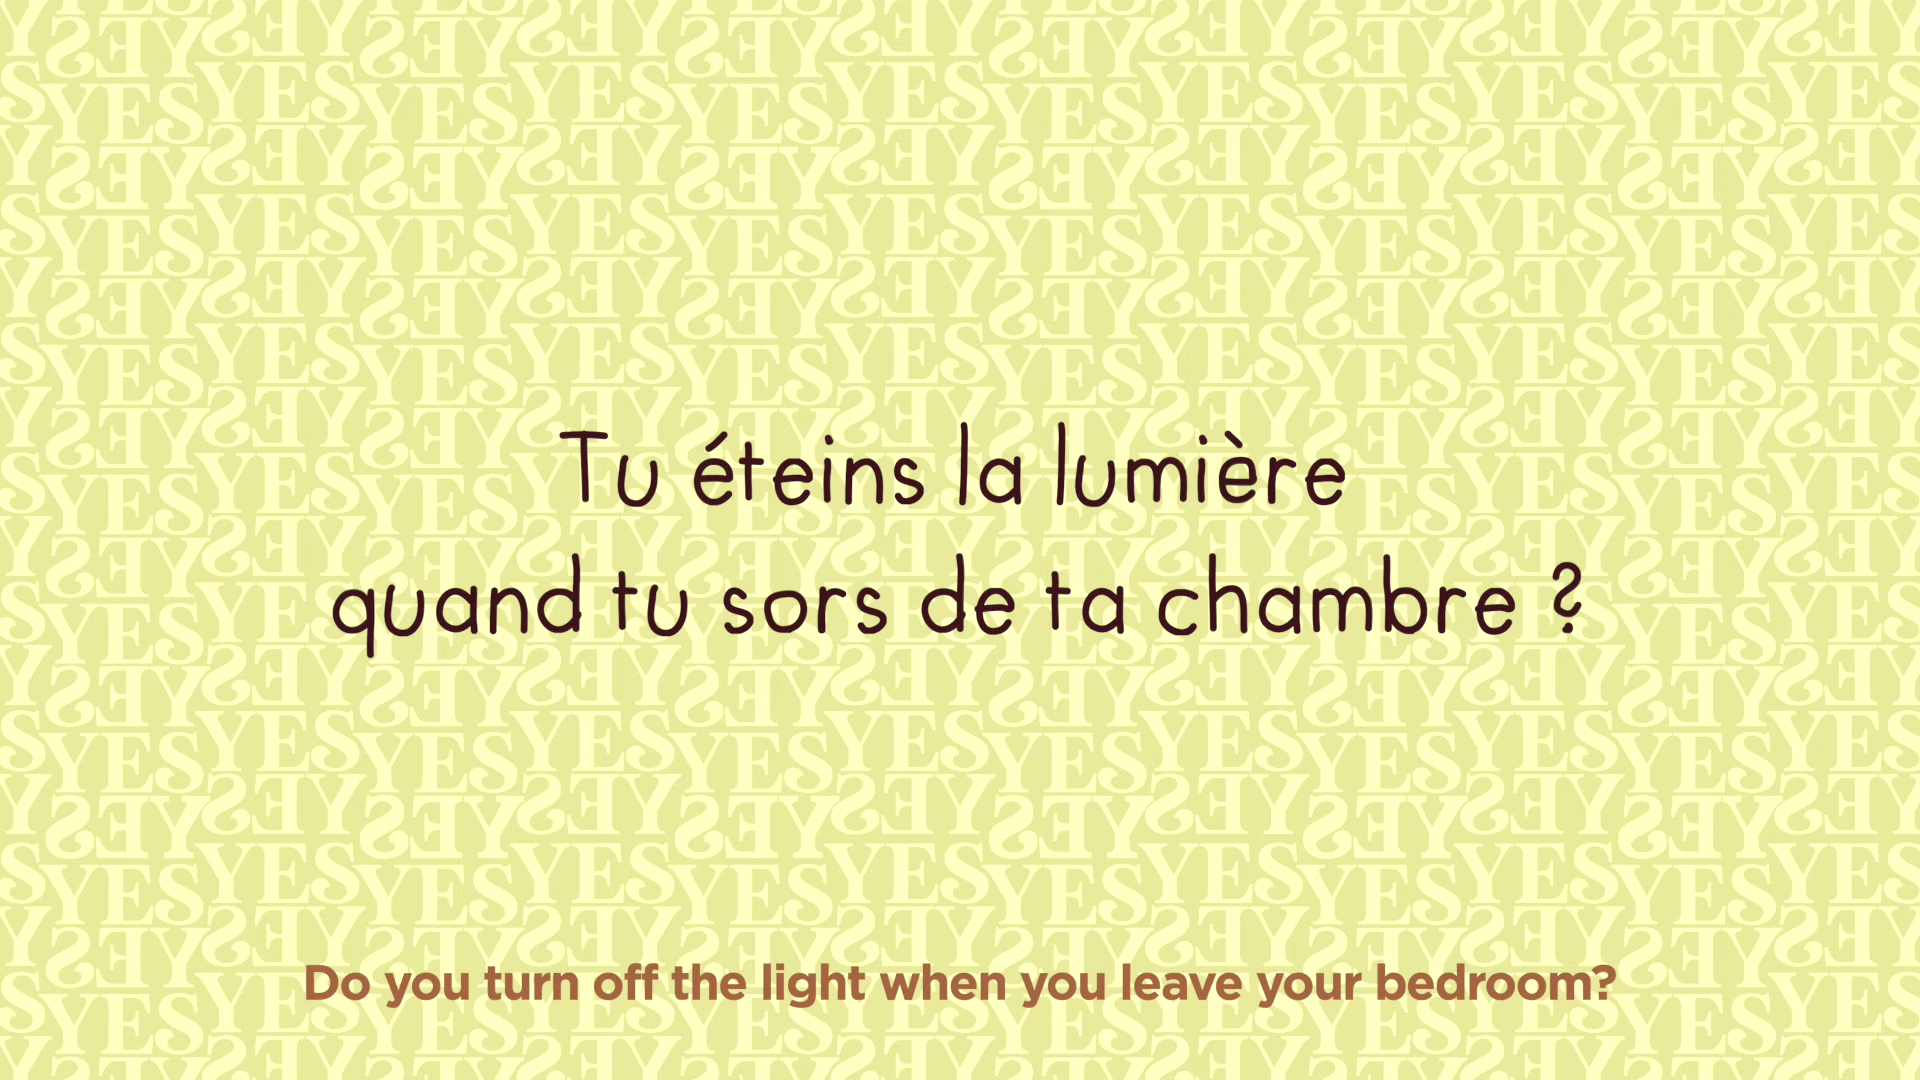 Tu éteins la lumière
quand tu sors de ta chambre ?
Do you turn off the light when you leave your bedroom?